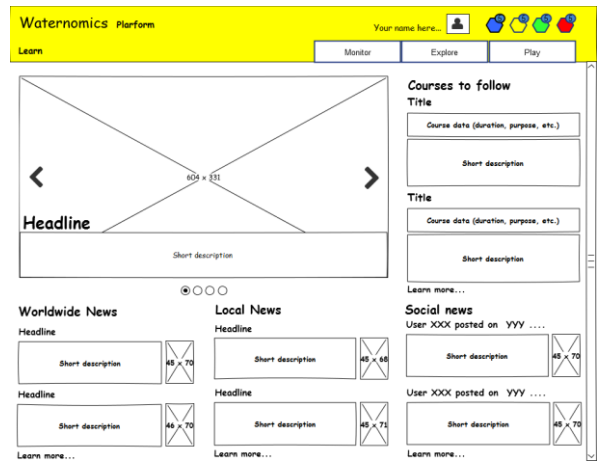 Waternomics Plarform
Your name here...
Learn
Monitor
Explore
Play
604 x 331
Headline
Short description
Courses to follow
Title
Course data (duration, purpose, etc.)
Short description
Title
Course data (duration, purpose, etc.)
Short description
Learn more...
Worldwide News
Headline
Short description
45 x 70
Headline
Short description
46 x 70
Learn more...
Local News
Headline
Short description
45 x 68
Headline
Short description
45 x 71
Learn more...
Social news
User XXX posted on YYY ....
Short description
45 x 70
User XXX posted on YYY ....
Short description
45 x 70
Learn more...